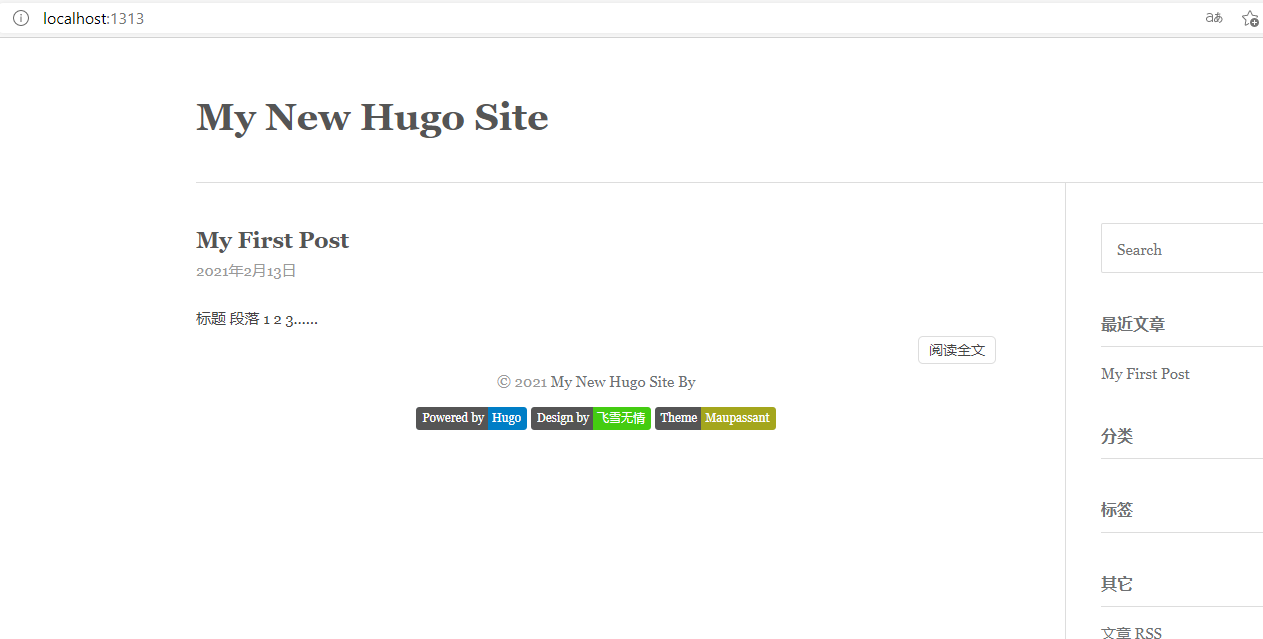 localhost:1313
aあ
My New Hugo Site
My First Post
2021年2月13日
标题 段落 1 2 3......
阅读全文
© 2021 My New Hugo Site By
Powered by Hugo Design by 飞雪无情 Theme Maupassant
Search
最近文章
My First Post
分类
标签
其它
文章 RSS